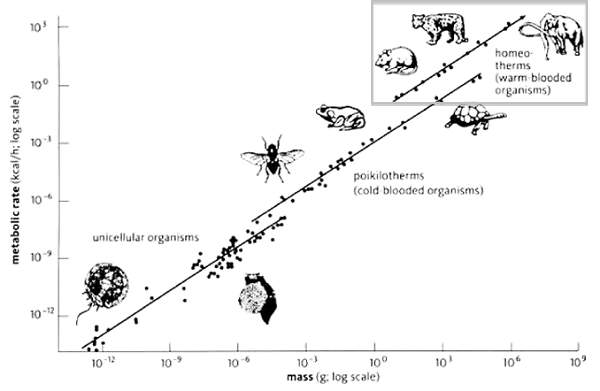 10³
10⁰
10⁻³
10⁻⁶
10⁻⁹
10⁻¹²
metabolic rate (kcal/h; log scale)
homeo-
therms
(warm-blooded
organisms)
poikilotherms
(cold-blooded organisms)
unicellular organisms
10⁻¹²
10⁻⁹
10⁻⁶
10⁻³
10⁰
10³
10⁶
10⁹
mass (g; log scale)